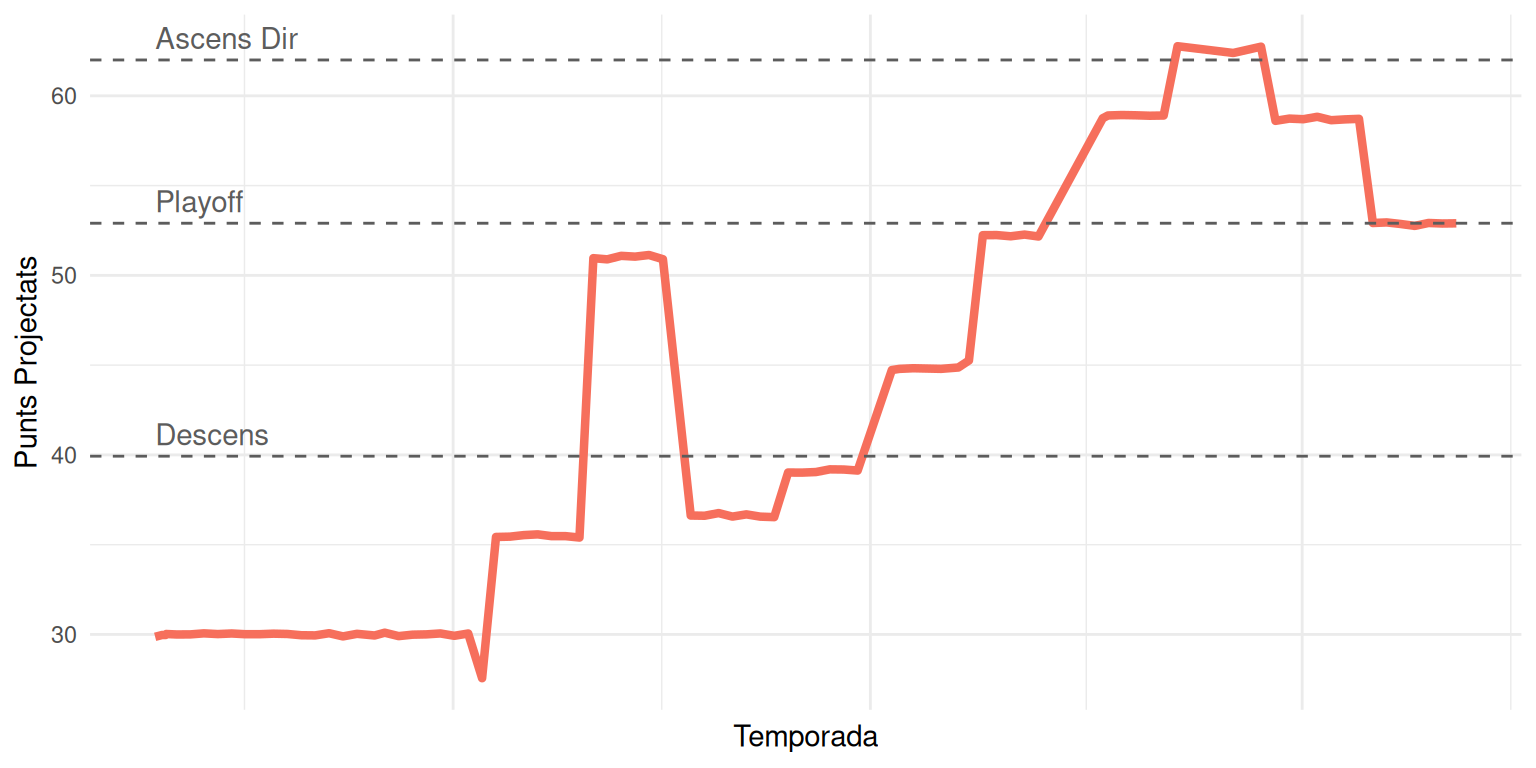 Ascens Dir
60
Playoff
50
Descens
40
30
Punts Projectats
Temporada